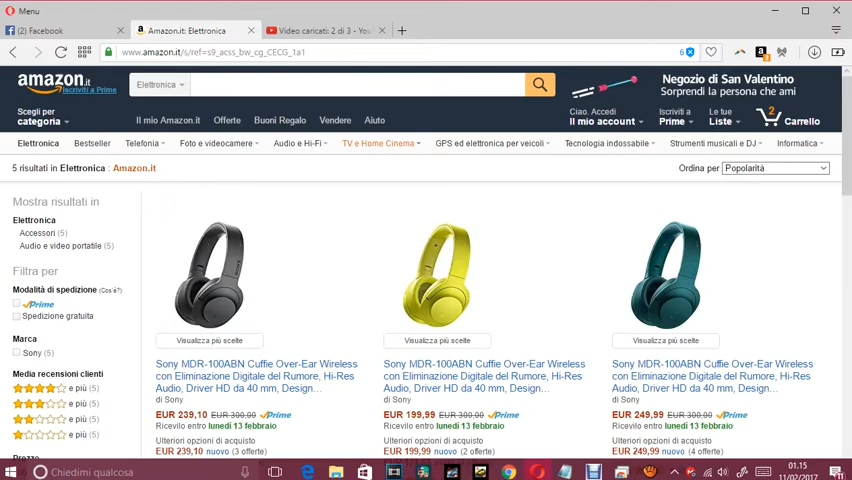 Menu
(2) Facebook
Amazon.it: Elettronica
Video caricati: 2 di 3 - You
www.amazon.it/s/ref=s9_acss_bw_cg_CECG_1a1
6
3
amazon.it
Iscriviti a Prime
Elettronica
Negozio di San Valentino
Sorprendi la persona che ami
Scegli per
categoria
Il mio Amazon.it
Offerte
Buoni Regalo
Vendere
Aiuto
Ciao. Accedi
Il mio account
Iscriviti a
Prime
Le tue
Liste
2
Carrello
Elettronica
Bestseller
Telefonia
Foto e videocamere
Audio e Hi-Fi
TV e Home Cinema
GPS ed elettronica per veicoli
Tecnologia indossabile
Strumenti musicali e DJ
Informatica
5 risultati in Elettronica : Amazon.it
Ordina per
Popolarità
Mostra risultati in
Elettronica
Accessori (5)
Audio e video portatile (5)
Filtra per
Modalità di spedizione (Cos'è?)
Prime
Spedizione gratuita
Marca
Sony (5)
Media recensioni clienti
e più (5)
e più (5)
e più (5)
e più (5)
Prezzo
SONY
Visualizza più scelte
Sony MDR-100ABN Cuffie Over-Ear Wireless
con Eliminazione Digitale del Rumore, Hi-Res
Audio, Driver HD da 40 mm, Design...
di Sony
EUR 239,10 EUR 300,00 Prime
Ricevilo entro lunedì 13 febbraio
Ulteriori opzioni di acquisto
EUR 239,10 nuovo (3 offerte)
Visualizza più scelte
Sony MDR-100ABN Cuffie Over-Ear Wireless
con Eliminazione Digitale del Rumore, Hi-Res
Audio, Driver HD da 40 mm, Design...
di Sony
EUR 199,99 EUR 300,00 Prime
Ricevilo entro lunedì 13 febbraio
Ulteriori opzioni di acquisto
EUR 199,99 nuovo (2 offerte)
Visualizza più scelte
Sony MDR-100ABN Cuffie Over-Ear Wireless
con Eliminazione Digitale del Rumore, Hi-Res
Audio, Driver HD da 40 mm, Design...
di Sony
EUR 249,99 EUR 300,00 Prime
Ricevilo entro lunedì 13 febbraio
Ulteriori opzioni di acquisto
EUR 249,99 nuovo (4 offerte)
Chiedimi qualcosa
01.15
11/02/2017